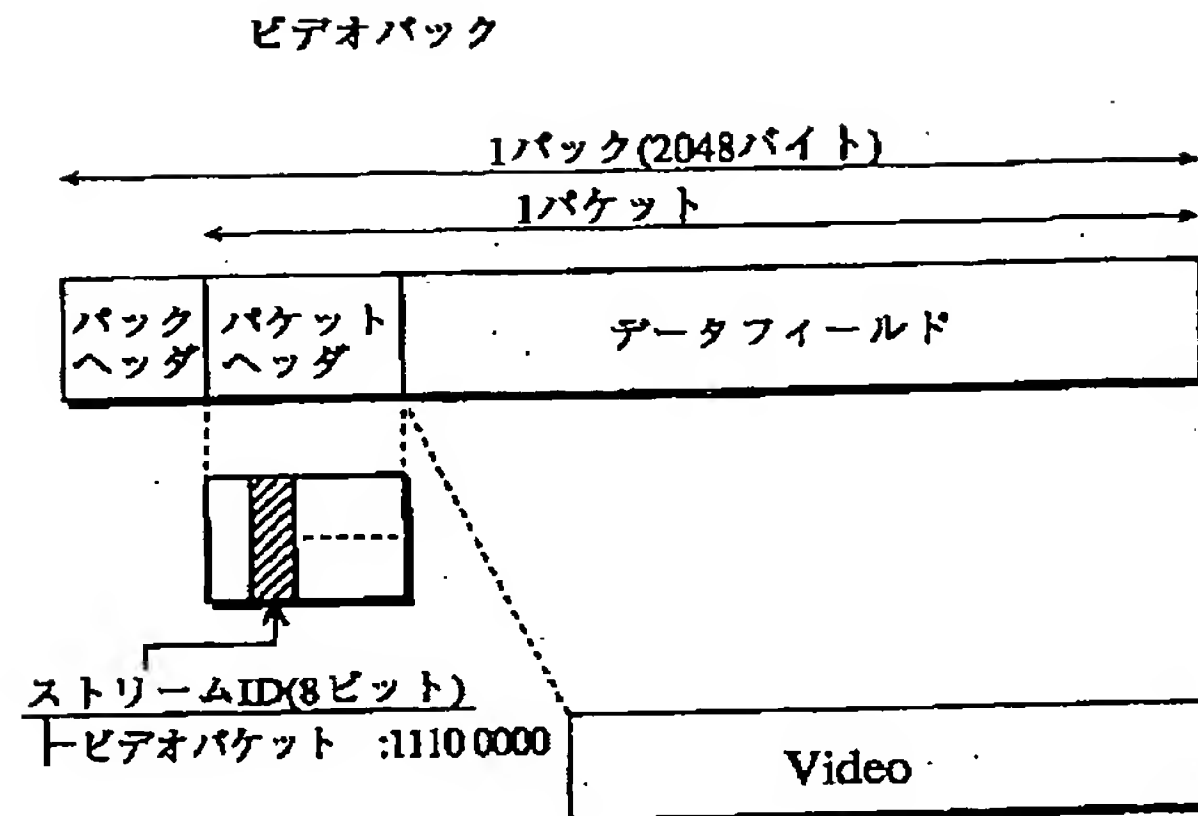 ビデオパック
1パック(2048バイト)
1パケット
パック
ヘッダ
パケット
ヘッダ
データフィールド
ストリームID(8ビット)
ビデオパケット :1110 0000
Video